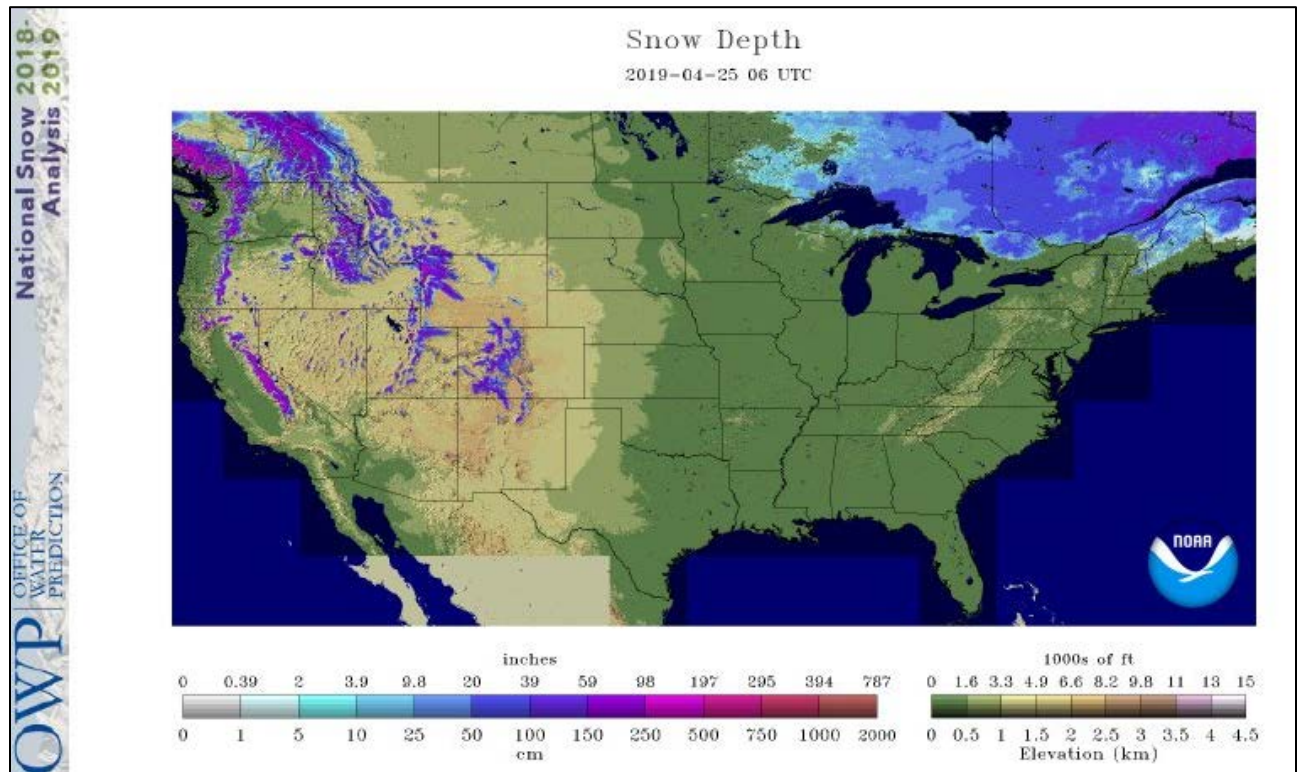 National Snow 2018-
Analysis 2019
OWP
OFFICE OF
WATER
PREDICTION
Snow Depth
2019-04-25 06 UTC
NOAA
inches
0 0.39 2 3.9 9.8 20 39 59 98 197 295 394 787
0 1 5 10 25 50 100 150 250 500 750 1000 2000
cm
1000s of ft
0 1.6 3.3 4.9 6.6 8.2 9.8 11 13 15
0 0.5 1 1.5 2 2.5 3 3.5 4 4.5
Elevation (km)